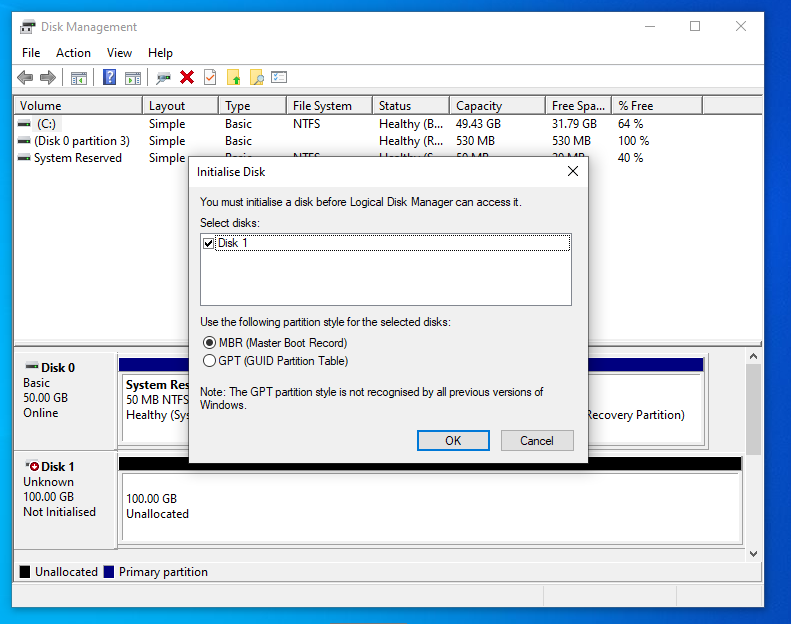 Disk Management
File Action View Help
Volume Layout Type File System Status Capacity Free Spa... % Free
(C:) Simple Basic NTFS Healthy (B... 49.43 GB 31.79 GB 64 %
(Disk 0 partition 3) Simple Basic Healthy (R... 530 MB 530 MB 100 %
System Reserved Simple 40 %
Initialise Disk
You must initialise a disk before Logical Disk Manager can access it.
Select disks:
Disk 1
Use the following partition style for the selected disks:
MBR (Master Boot Record)
GPT (GUID Partition Table)
Note: The GPT partition style is not recognised by all previous versions of
Windows.
OK Cancel
Disk 0
Basic
50.00 GB
Online
System Res
50 MB NTFS
Healthy (Sys
Recovery Partition)
Disk 1
Unknown
100.00 GB
Not Initialised
100.00 GB
Unallocated
Unallocated Primary partition